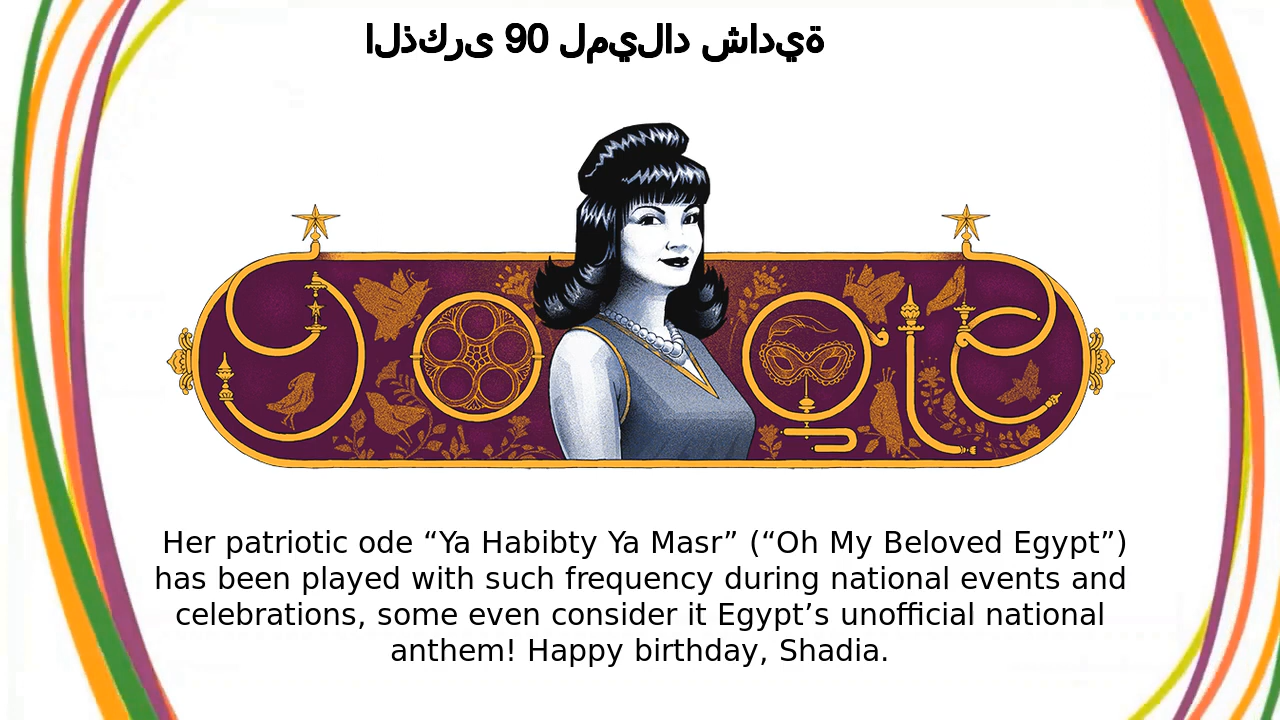 الذكرى 90 لميلاد شادية
Her patriotic ode “Ya Habibty Ya Masr” (“Oh My Beloved Egypt”)
has been played with such frequency during national events and
celebrations, some even consider it Egypt’s unofficial national
anthem! Happy birthday, Shadia.